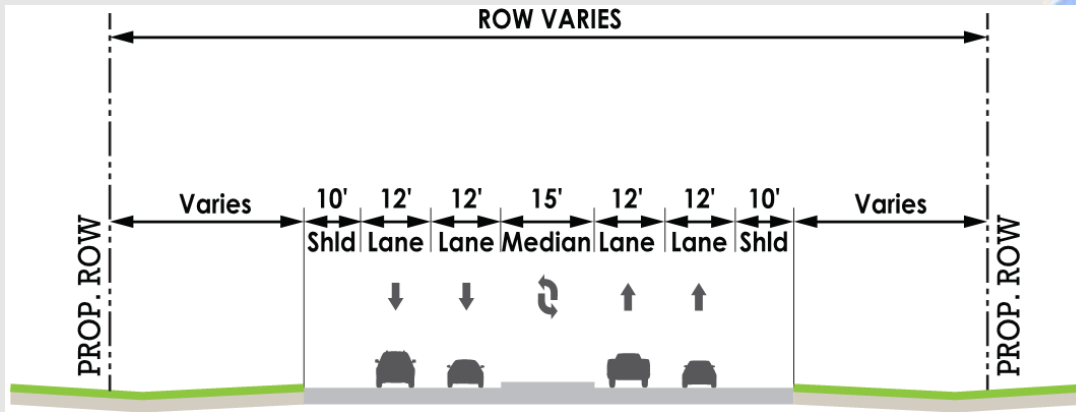 ROW VARIES
Varies 10' 12' 12' 15' 12' 12' 10' Varies
Shld Lane Lane Median Lane Lane Shld
PROP. ROW
PROP. ROW